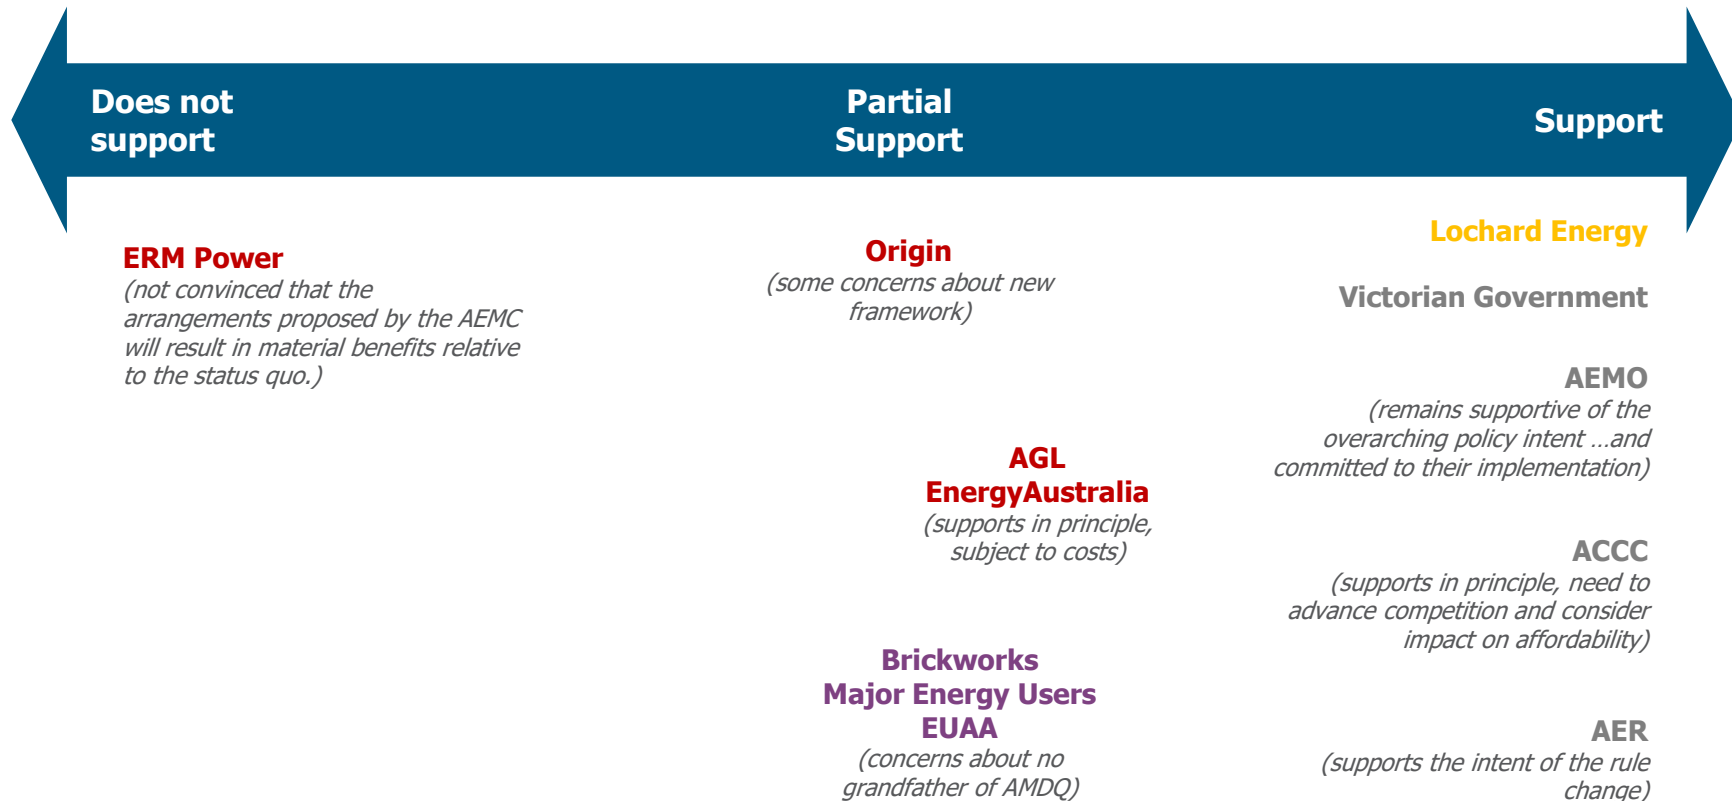 Does not
support
Partial
Support
Support
ERM Power
(not convinced that the
arrangements proposed by the AEMC
will result in material benefits relative
to the status quo.)
Origin
(some concerns about new
framework)
AGL
EnergyAustralia
(supports in principle,
subject to costs)
Brickworks
Major Energy Users
EUAA
(concerns about no
grandfather of AMDQ)
Lochard Energy
Victorian Government
AEMO
(remains supportive of the
overarching policy intent ...and
committed to their implementation)
ACCC
(supports in principle, need to
advance competition and consider
impact on affordability)
AER
(supports the intent of the rule
change)